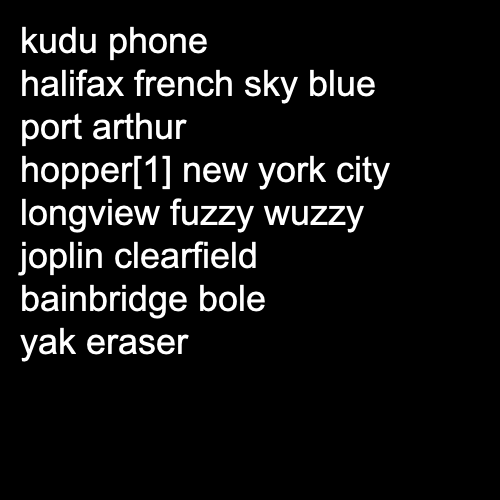 kudu phone
halifax french sky blue
port arthur
hopper[1] new york city
longview fuzzy wuzzy
joplin clearfield
bainbridge bole
yak eraser